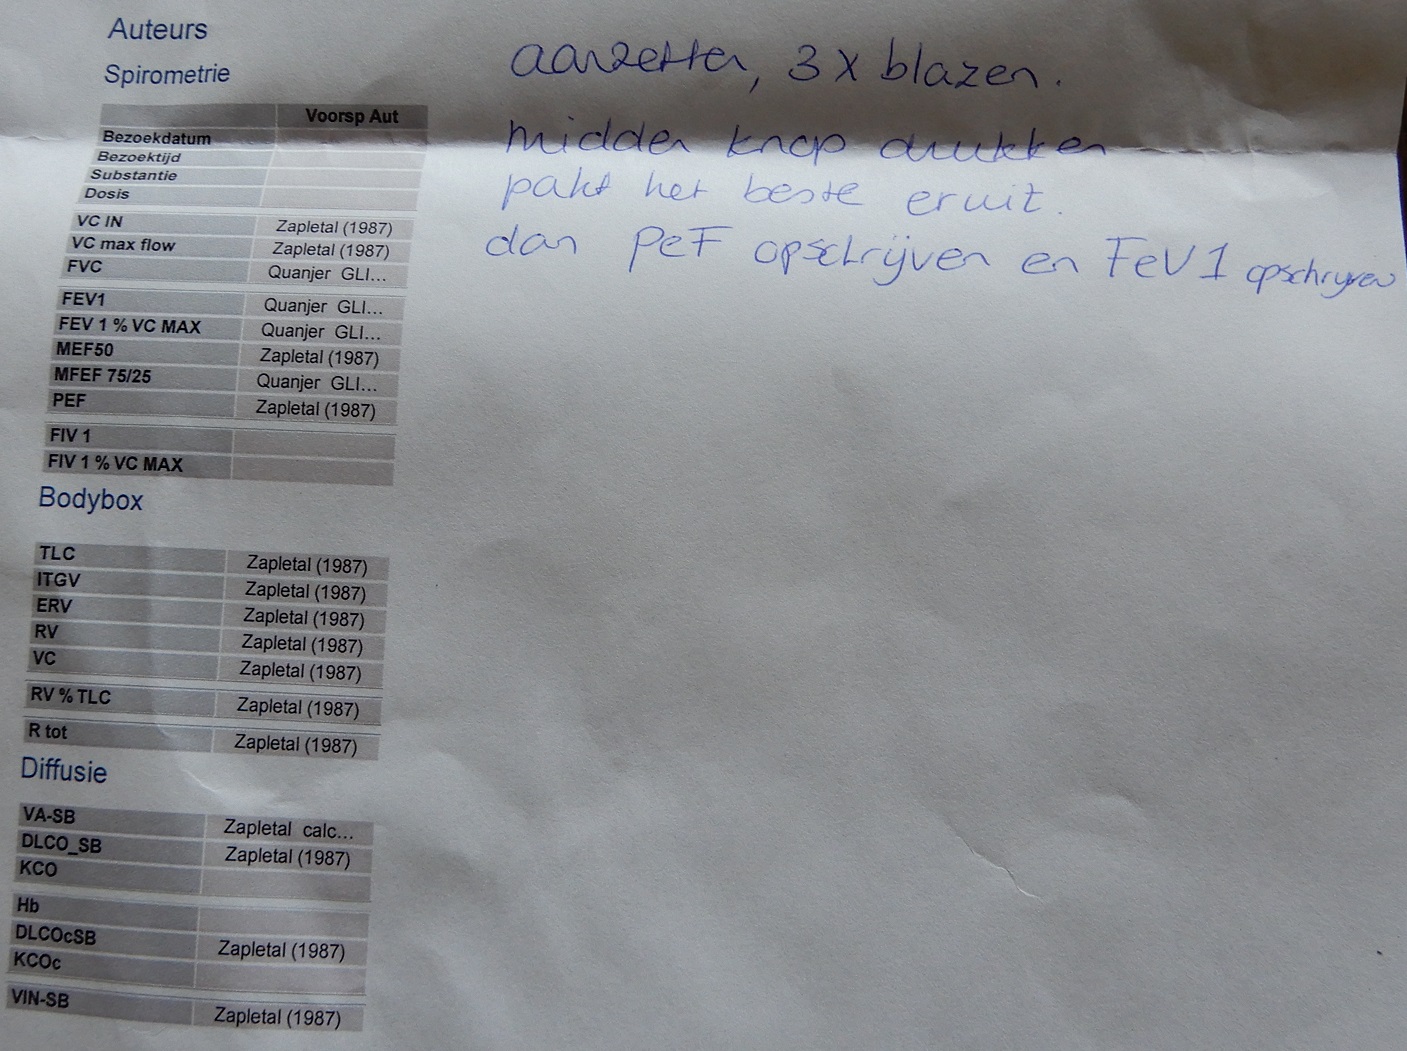 Auteurs
Spirometrie
Voorsp Aut
Bezoekdatum
Bezoektijd
Substantie
Dosis
VC IN Zapletal (1987)
VC max flow Zapletal (1987)
FVC Quanjer GLI...
FEV1 Quanjer GLI...
FEV 1 % VC MAX Quanjer GLI...
MEF50 Zapletal (1987)
MFEF 75/25 Quanjer GLI...
PEF Zapletal (1987)
FIV 1
FIV 1 % VC MAX
Bodybox
TLC Zapletal (1987)
ITGV Zapletal (1987)
ERV Zapletal (1987)
RV Zapletal (1987)
VC Zapletal (1987)
RV % TLC Zapletal (1987)
R tot Zapletal (1987)
Diffusie
VA-SB Zapletal calc...
DLCO_SB Zapletal (1987)
KCO
Hb
DLCOcSB Zapletal (1987)
KCOc
VIN-SB Zapletal (1987)
aanzetten, 3 x blazen.
midden knop drukken
pakt het beste eruit.
dan PeF opschrijven en FeV1 opschrijven